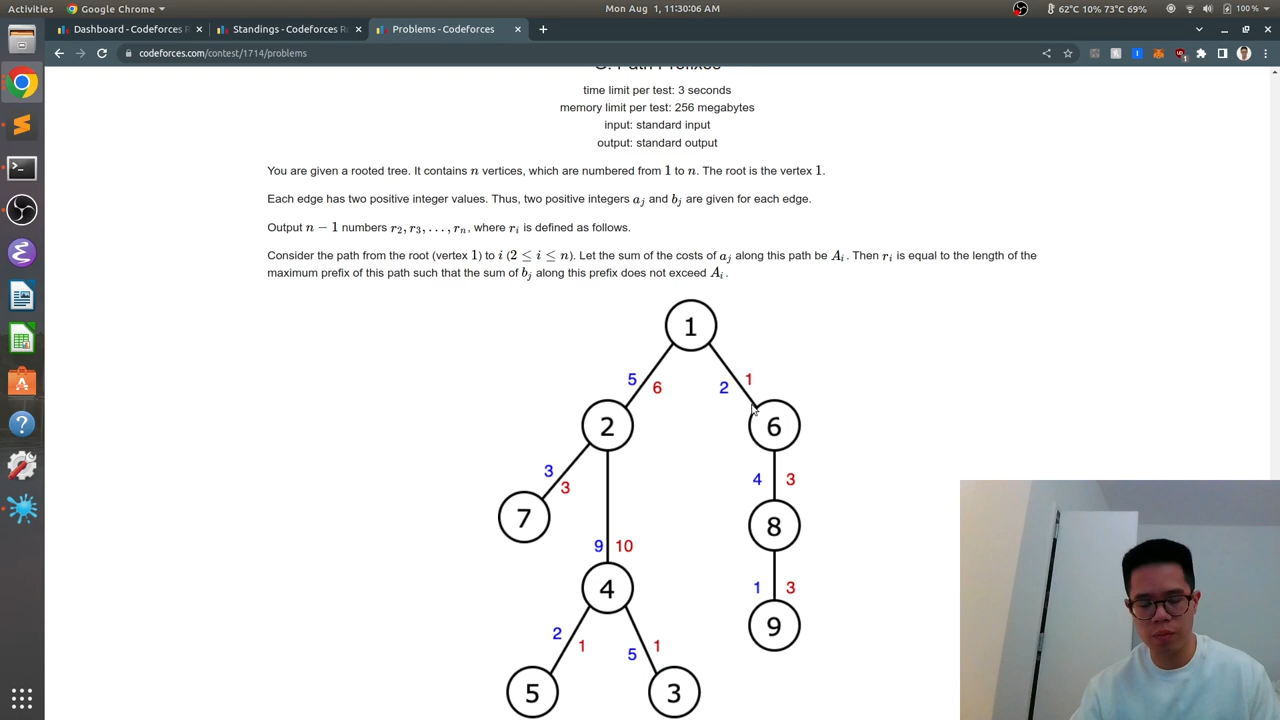 Activities
Google Chrome
Mon Aug 1, 11:30:06 AM
62°C 10% 73°C 69%
100 %
Dashboard - Codeforces
Standings - Codeforces R
Problems - Codeforces
codeforces.com/contest/1714/problems
G. Path Prefixes
time limit per test: 3 seconds
memory limit per test: 256 megabytes
input: standard input
output: standard output
You are given a rooted tree. It contains n vertices, which are numbered from 1 to n. The root is the vertex 1.
Each edge has two positive integer values. Thus, two positive integers a_j and b_j are given for each edge.
Output n − 1 numbers r_2, r_3, . . . , r_n, where r_i is defined as follows.
Consider the path from the root (vertex 1) to i (2 ≤ i ≤ n). Let the sum of the costs of a_j along this path be A_i. Then r_i is equal to the length of the
maximum prefix of this path such that the sum of b_j along this prefix does not exceed A_i.
1
5 6 2 1
2 6
3 3 4 3
7 8
9 10
4 1 3
2 1 5 1 9
5 3